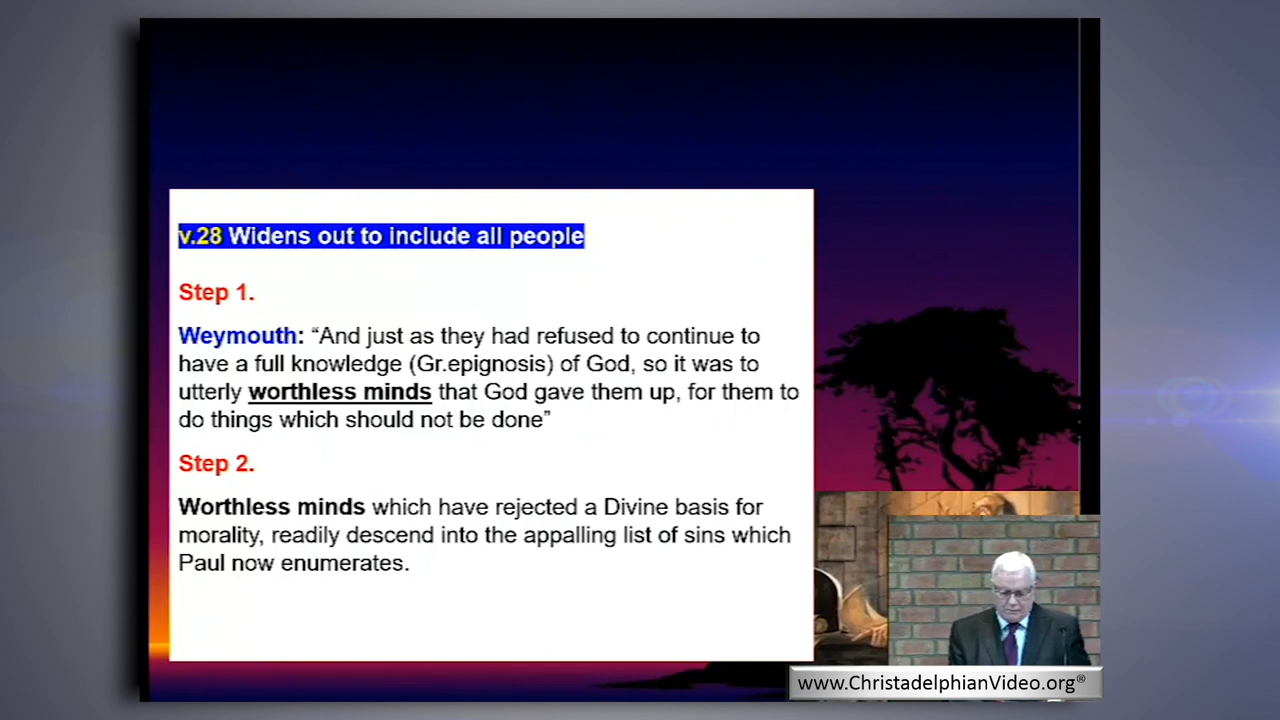 v.28 Widens out to include all people
Step 1.
Weymouth: “And just as they had refused to continue to
have a full knowledge (Gr.epignosis) of God, so it was to
utterly worthless minds that God gave them up, for them to
do things which should not be done”
Step 2.
Worthless minds which have rejected a Divine basis for
morality, readily descend into the appalling list of sins which
Paul now enumerates.
www.ChristadelphianVideo.org®